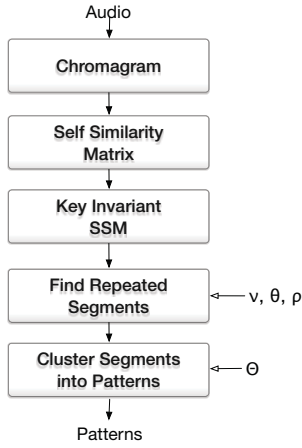 Audio
Chromagram
Self Similarity
Matrix
Key Invariant
SSM
Find Repeated
Segments
ν, θ, ρ
Cluster Segments
into Patterns
Θ
Patterns